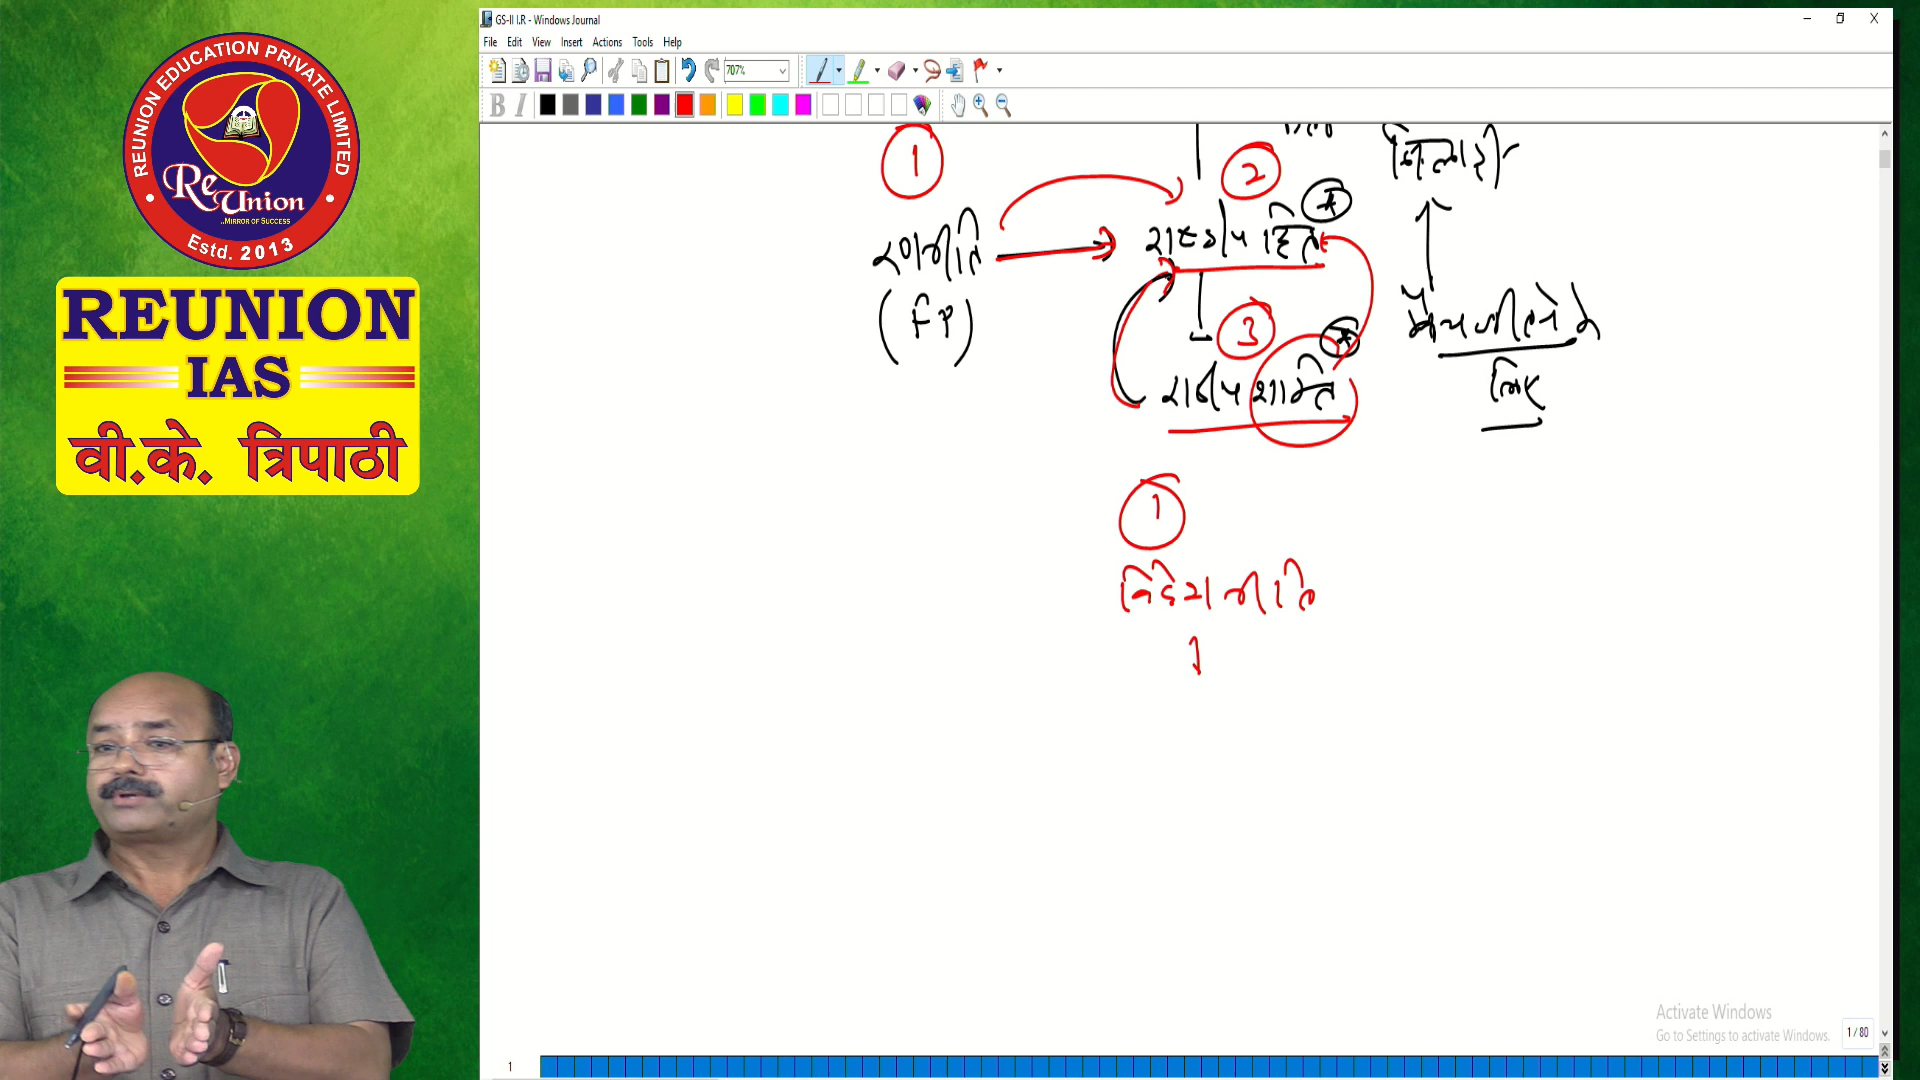 REUNION EDUCATION PRIVATE LIMITED
ReUnion
..MIRROR OF SUCCESS
Estd. 2013
REUNION
IAS
वी.के. त्रिपाठी
GS-II I.R - Windows Journal
File Edit View Insert Actions Tools Help
707%
B I
1
2
रणनीति
(FP)
राष्ट्रीय हित
3
राष्ट्रीय शान्ति
मैच जीतने के
लिए
1
विदेश नीति
Activate Windows
Go to Settings to activate Windows.
1 / 80
1